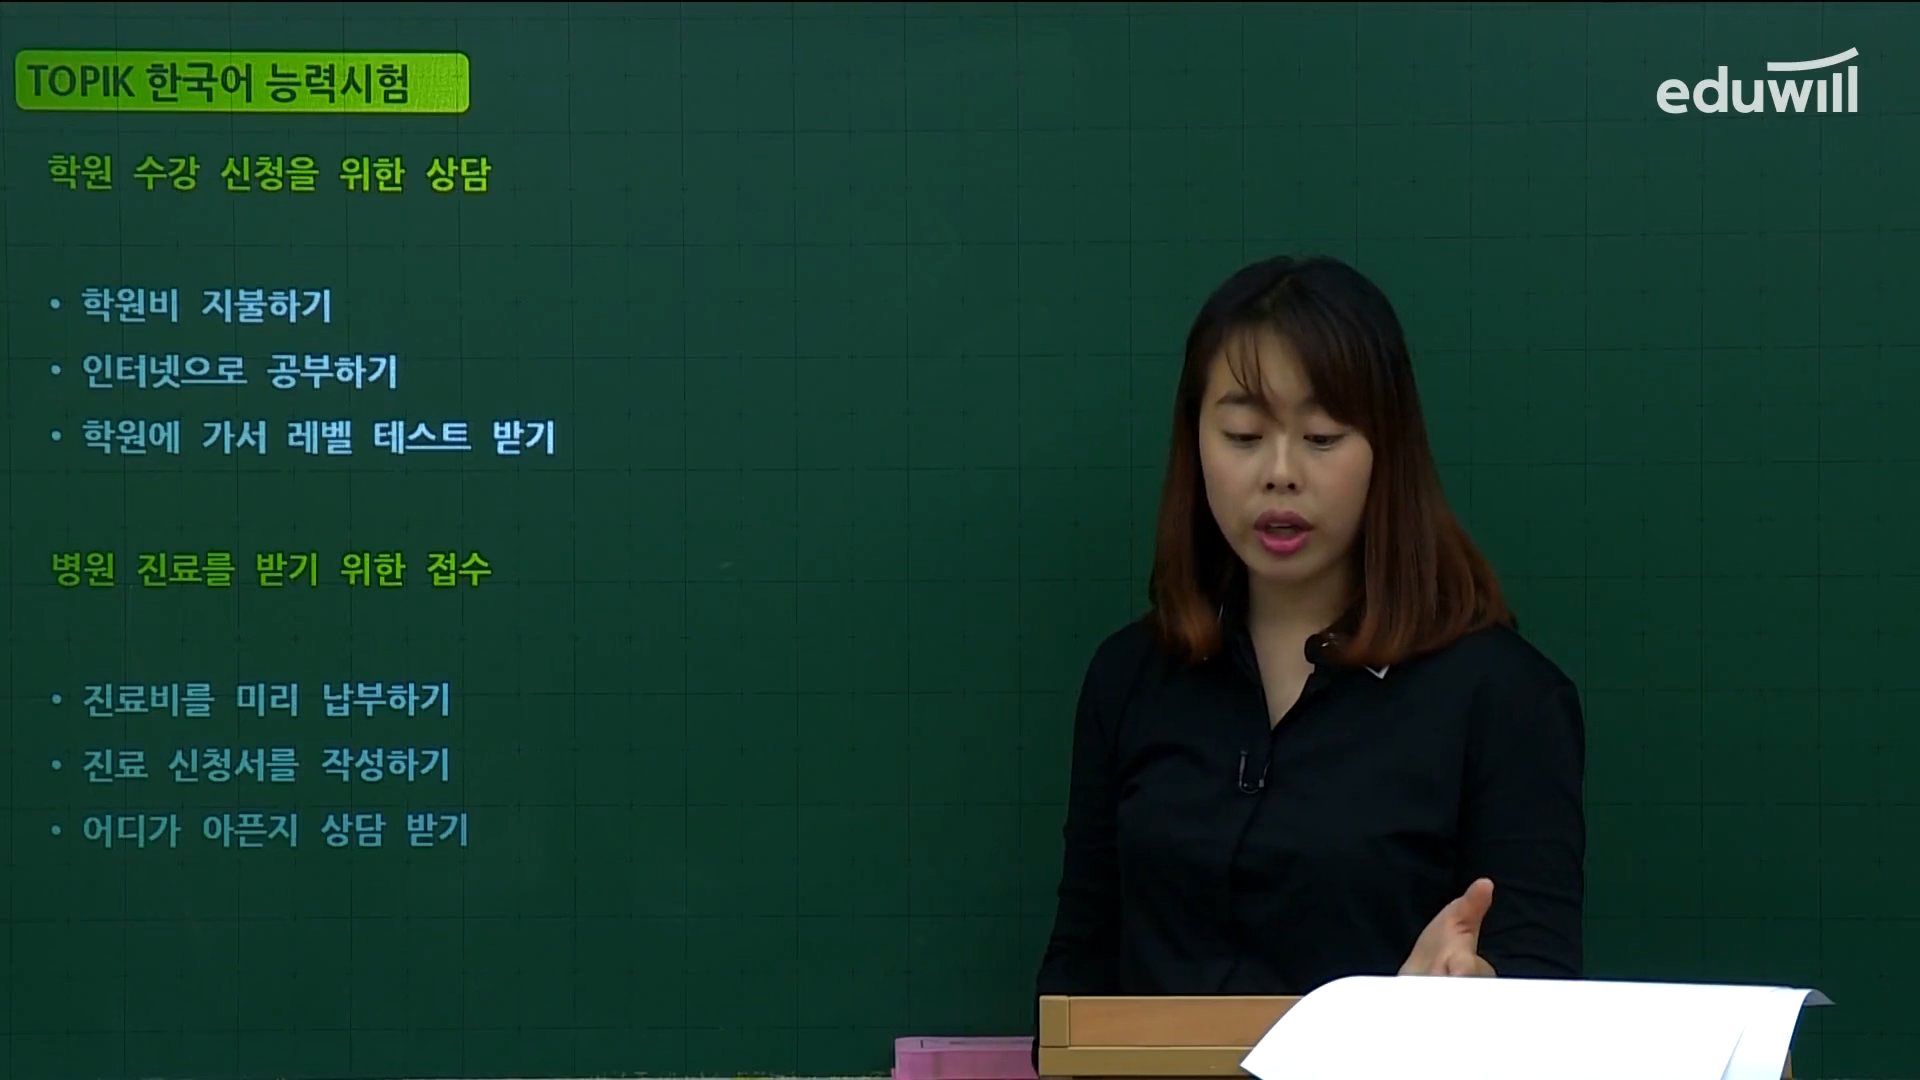 TOPIK 한국어 능력시험
eduwill
학원 수강 신청을 위한 상담
• 학원비 지불하기
• 인터넷으로 공부하기
• 학원에 가서 레벨 테스트 받기
병원 진료를 받기 위한 접수
• 진료비를 미리 납부하기
• 진료 신청서를 작성하기
• 어디가 아픈지 상담 받기